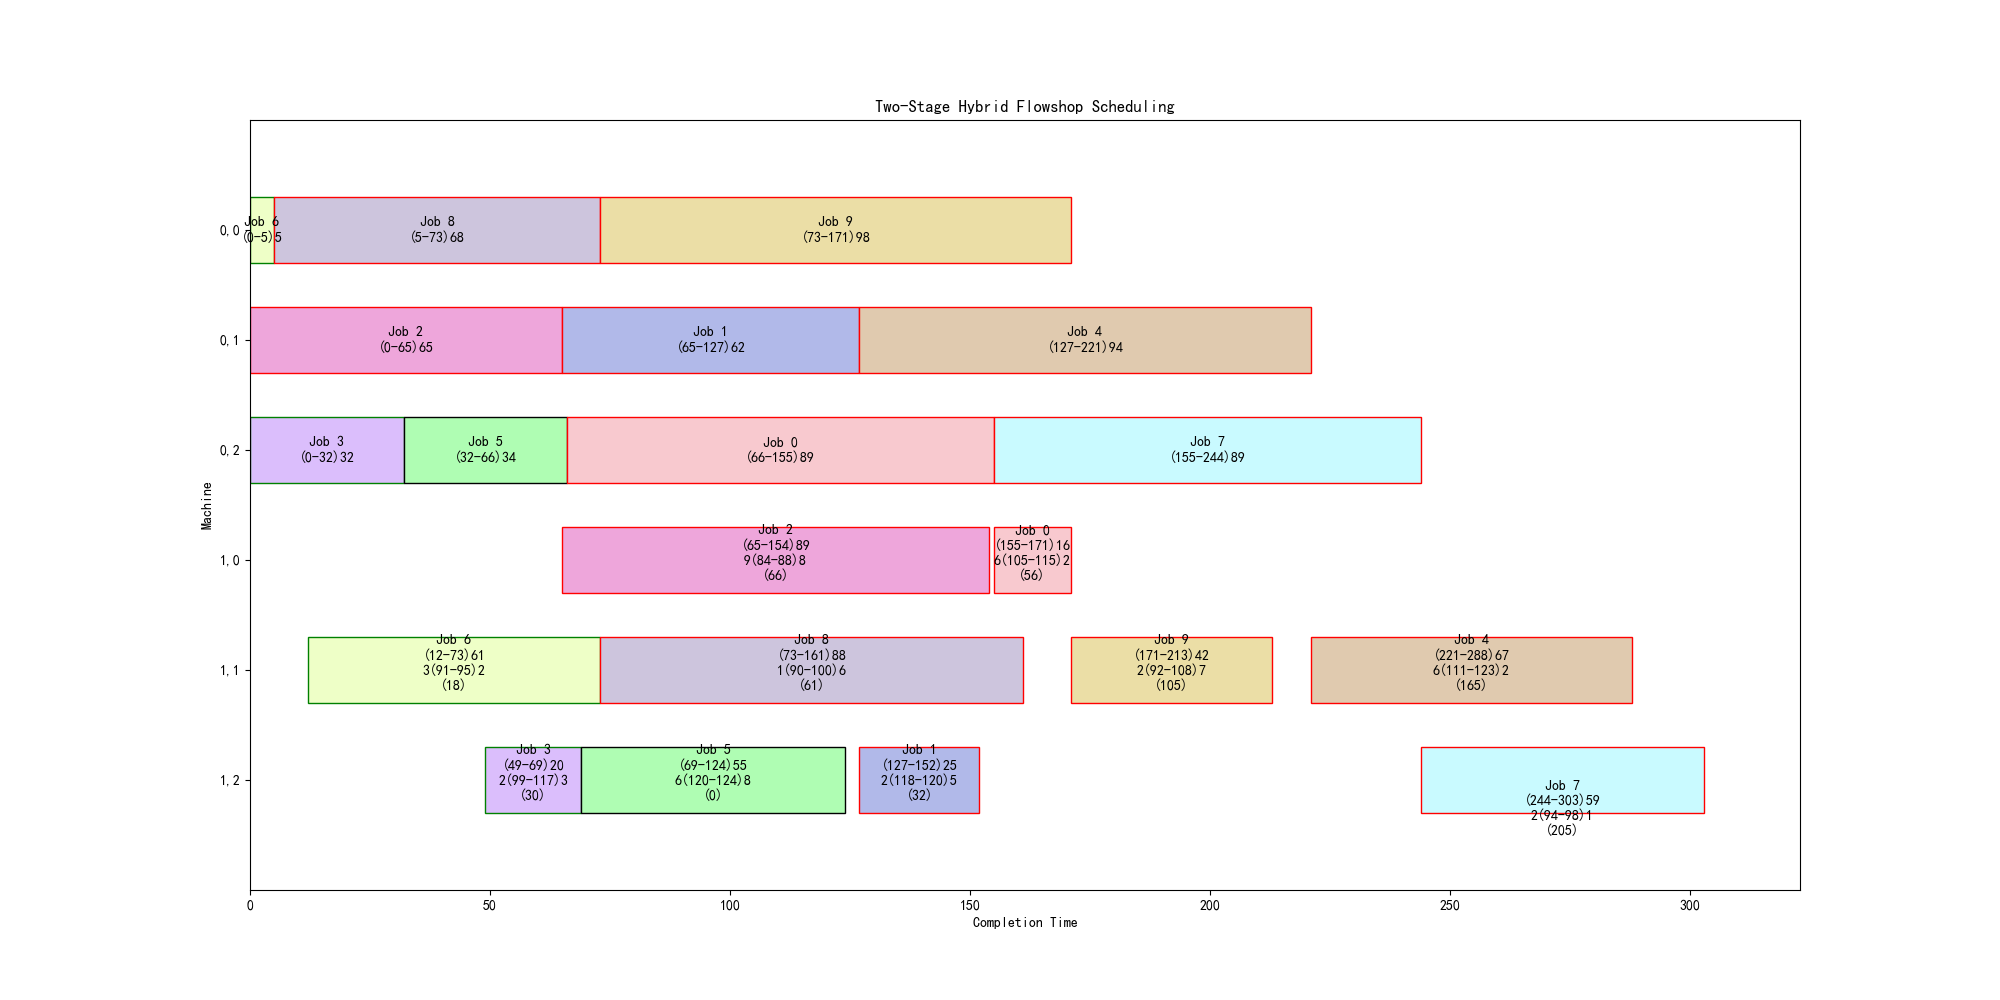 Two-Stage Hybrid Flowshop Scheduling
Machine
0,0
Job 6
(0-5)5
Job 8
(5-73)68
Job 9
(73-171)98
0,1
Job 2
(0-65)65
Job 1
(65-127)62
Job 4
(127-221)94
0,2
Job 3
(0-32)32
Job 5
(32-66)34
Job 0
(66-155)89
Job 7
(155-244)89
1,0
Job 2
(65-154)89
9(84-88)8
(66)
Job 0
(155-171)16
6(105-115)2
(56)
1,1
Job 6
(12-73)61
3(91-95)2
(18)
Job 8
(73-161)88
1(90-100)6
(61)
Job 9
(171-213)42
2(92-108)7
(105)
Job 4
(221-288)67
6(111-123)2
(165)
1,2
Job 3
(49-69)20
2(99-117)3
(30)
Job 5
(69-124)55
6(120-124)8
(0)
Job 1
(127-152)25
2(118-120)5
(32)
Job 7
(244-303)59
2(94-98)1
(205)
0 50 100 150 200 250 300
Completion Time